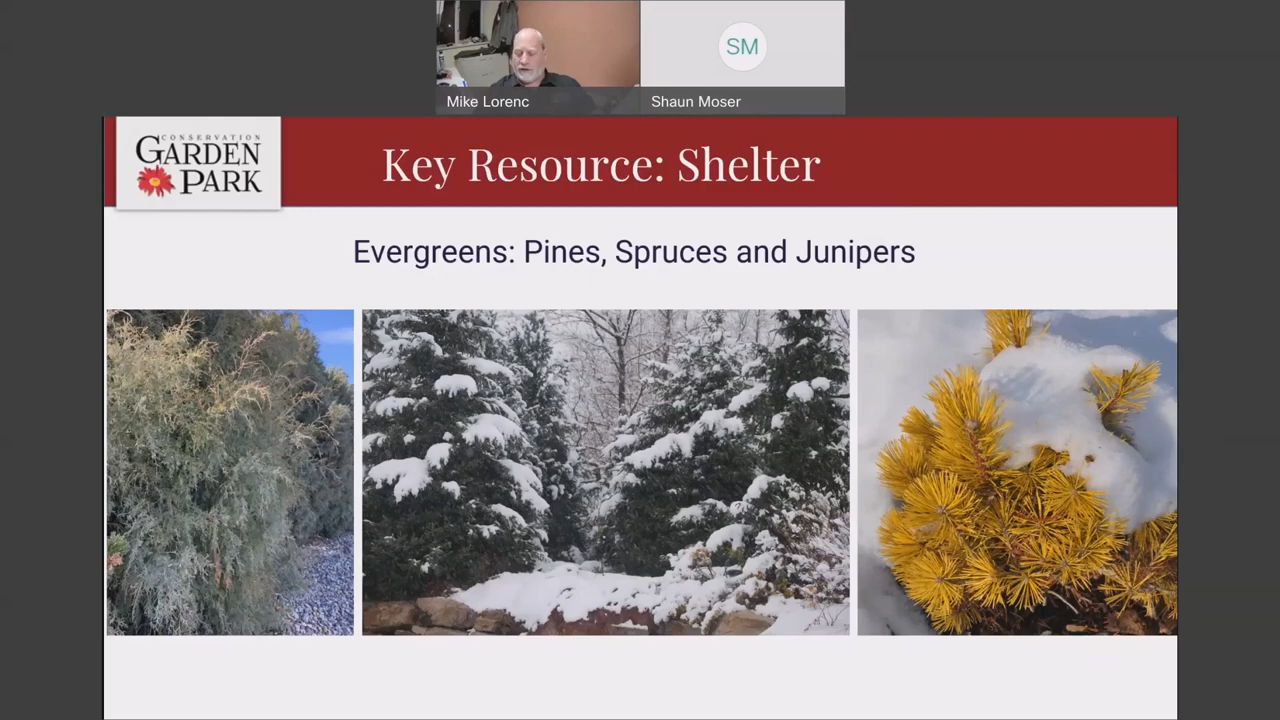 SM
Mike Lorenc
Shaun Moser
CONSERVATION
GARDEN
PARK
Key Resource: Shelter
Evergreens: Pines, Spruces and Junipers